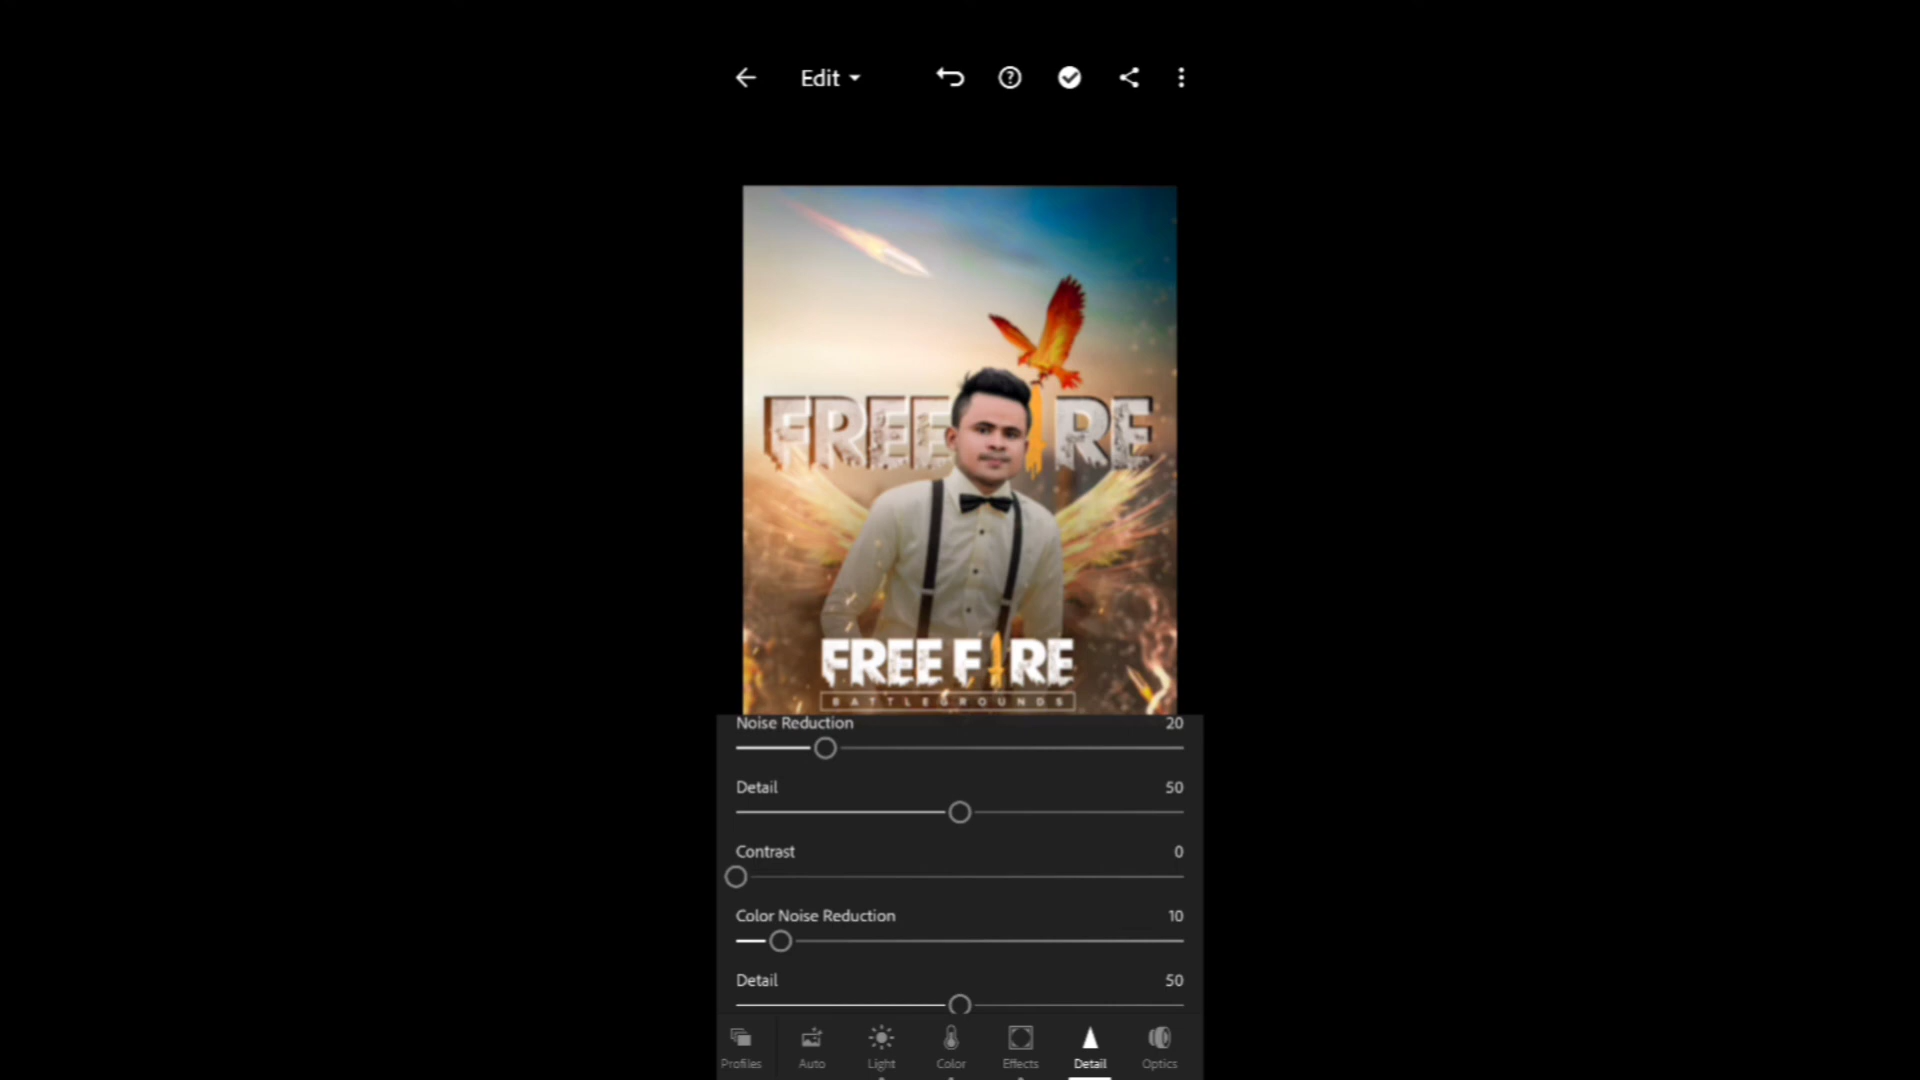 Edit
FREE RE
FREE FIRE
BATTLEGROUNDS
Noise Reduction 20
Detail 50
Contrast 0
Color Noise Reduction 10
Detail 50
Profiles Auto Light Color Effects Detail Optics